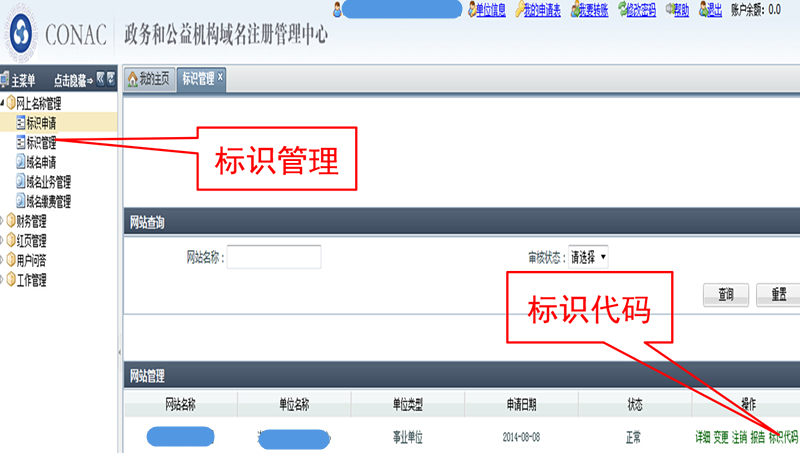 单位信息 我的申请表 我要转账 修改密码 帮助 退出 账户余额: 0.0
CONAC 政务和公益机构域名注册管理中心
主菜单 点击隐藏⇨
我的主页 标识管理 x
网上名称管理
标识申请
标识管理
域名申请
域名业务管理
域名缴费管理
财务管理
红页管理
用户问答
工作管理
标识管理
网站查询
网站名称: 审核状态: 请选择
查询 重置
标识代码
网站管理
网站名称 单位名称 单位类型 申请日期 状态 操作
事业单位 2014-08-08 正常 详细 变更 注销 报告 标识代码